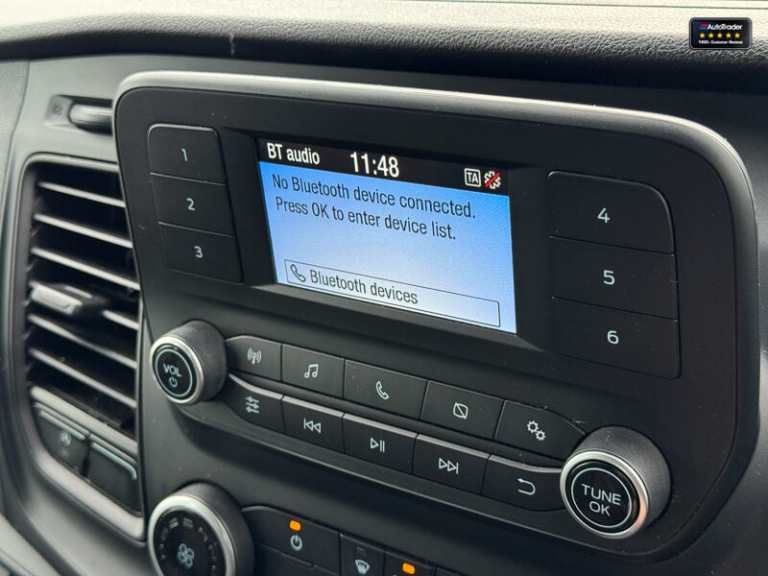 AutoTrader
BT audio
11:48
TA
No Bluetooth device connected.
Press OK to enter device list.
Bluetooth devices
1
2
3
4
5
6
VOL
TUNE
OK